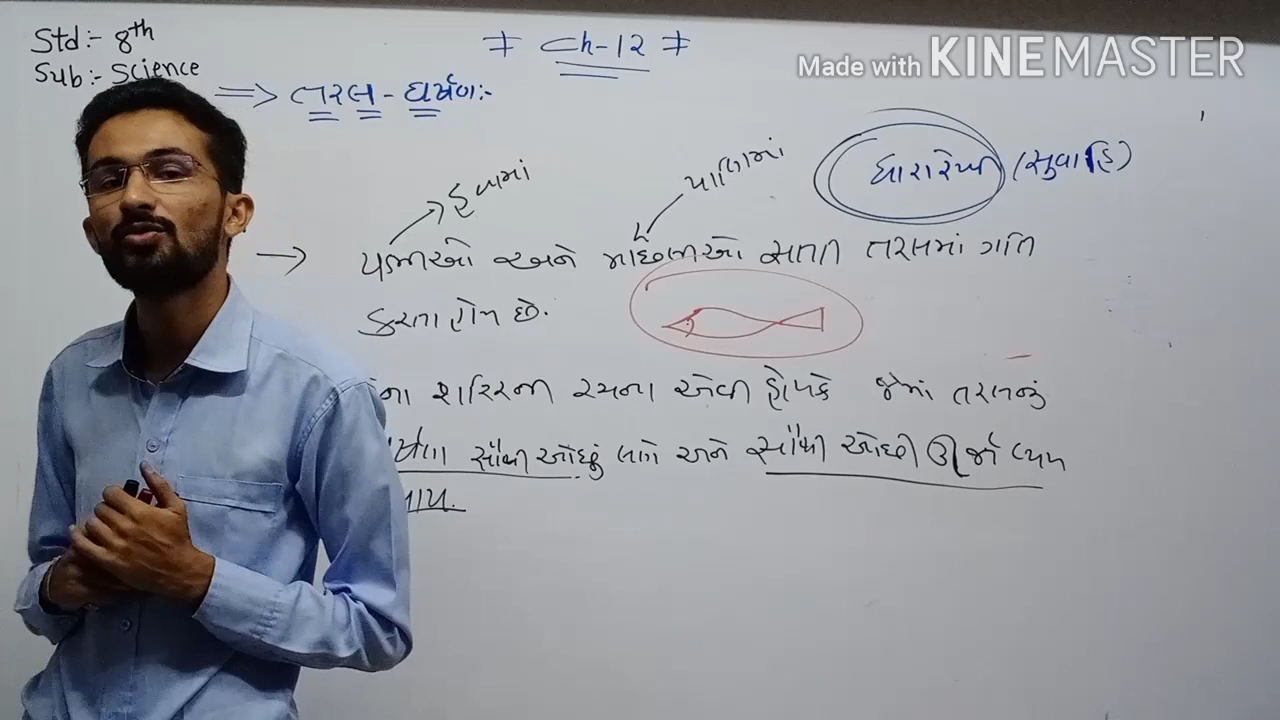 Std:- 8th
Sub:- Science
≠ Ch-12 ≠
Made with KINEMASTER
⇒ તરલ - ઘર્ષણ:-
ધારારેખી (સુવાહિ)
→ હવામાં
પાણિમાં
→ પક્ષીઓ અને માછલીઓ સતત તરલમાં ગતિ
કરતા હોય છે.
શરિરની રચના એવી હોયકે જેમાં તરલનું
સૌથી ઓછું લાગે અને સૌથી ઓછી ઊર્જા વ્યય
થાય.